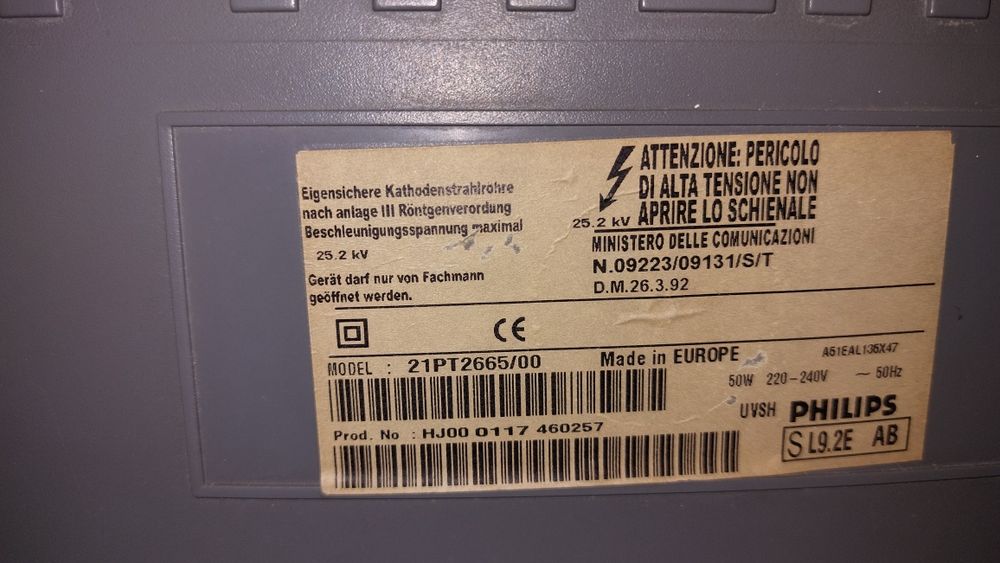 Eigensichere Kathodenstrahlrohre
nach anlage III Röntgenverordung
Beschleunigungsspannung maximal
25.2 kV
Gerät darf nur von Fachmann
geöffnet werden.
ATTENZIONE: PERICOLO
DI ALTA TENSIONE NON
25.2 kV APRIRE LO SCHIENALE
MINISTERO DELLE COMUNICAZIONI
N.09223/09131/S/T
D.M.26.3.92
CE
MODEL : 21PT2665/00
Made in EUROPE
A51EAL135X47
50W 220-240V ~ 50Hz
UVSH PHILIPS
Prod. No : HJ00 0117 460257
S L9.2E AB